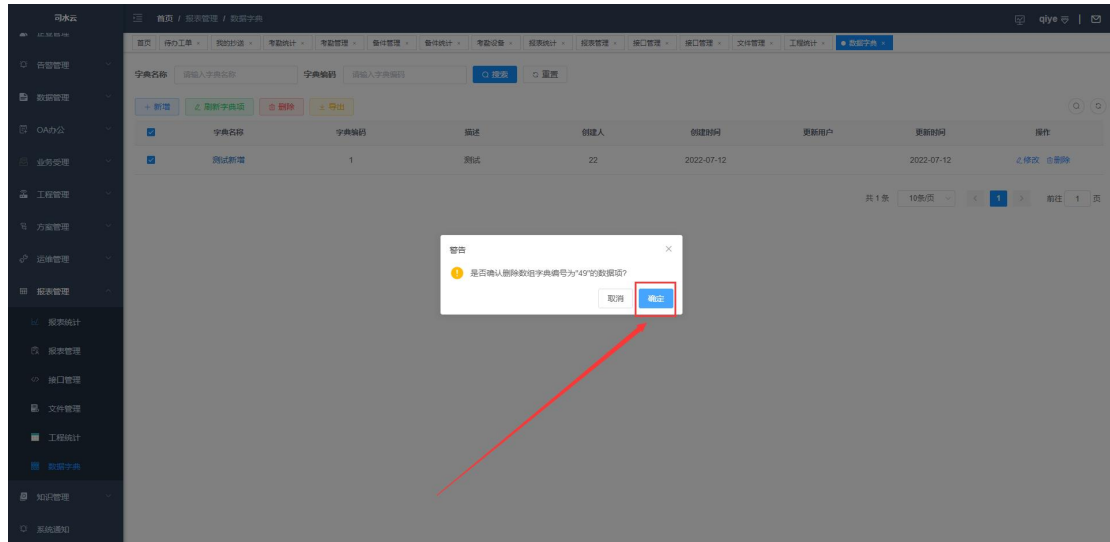 司水云
首页 / 报表管理 / 数据字典
qiye
首页 待办工单 × 我的抄送 × 考勤统计 × 考勤管理 × 备件管理 × 备件统计 × 考勤设备 × 报表统计 × 报表管理 × 接口管理 × 接口管理 × 文件管理 × 工程统计 × 数据字典 ×
告警管理
数据管理
OA办公
业务受理
工程管理
方案管理
运维管理
报表管理
报表统计
报表管理
接口管理
文件管理
工程统计
数据字典
知识管理
系统通知
字典名称 请输入字典名称 字典编码 请输入字典编码 搜索 重置
+ 新增 刷新字典项 删除 导出
字典名称 字典编码 描述 创建人 创建时间 更新用户 更新时间 操作
测试新增 1 测试 22 2022-07-12 2022-07-12 修改 删除
共 1 条 10条/页 < 1 > 前往 1 页
警告 ×
是否确认删除数组字典编号为"49"的数据项?
取消 确定